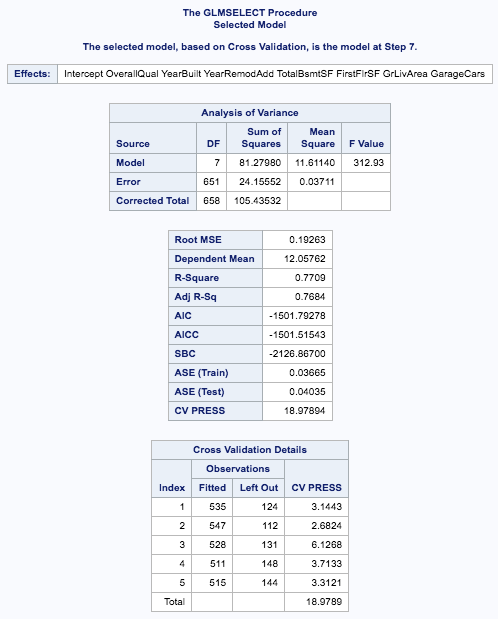 The GLMSELECT Procedure
Selected Model
The selected model, based on Cross Validation, is the model at Step 7.
Effects: Intercept OverallQual YearBuilt YearRemodAdd TotalBsmtSF FirstFlrSF GrLivArea GarageCars
Analysis of Variance
Source DF Sum of Squares Mean Square F Value
Model 7 81.27980 11.61140 312.93
Error 651 24.15552 0.03711
Corrected Total 658 105.43532
Root MSE 0.19263
Dependent Mean 12.05762
R-Square 0.7709
Adj R-Sq 0.7684
AIC -1501.79278
AICC -1501.51543
SBC -2126.86700
ASE (Train) 0.03665
ASE (Test) 0.04035
CV PRESS 18.97894
Cross Validation Details
Observations
Index Fitted Left Out CV PRESS
1 535 124 3.1443
2 547 112 2.6824
3 528 131 6.1268
4 511 148 3.7133
5 515 144 3.3121
Total 18.9789